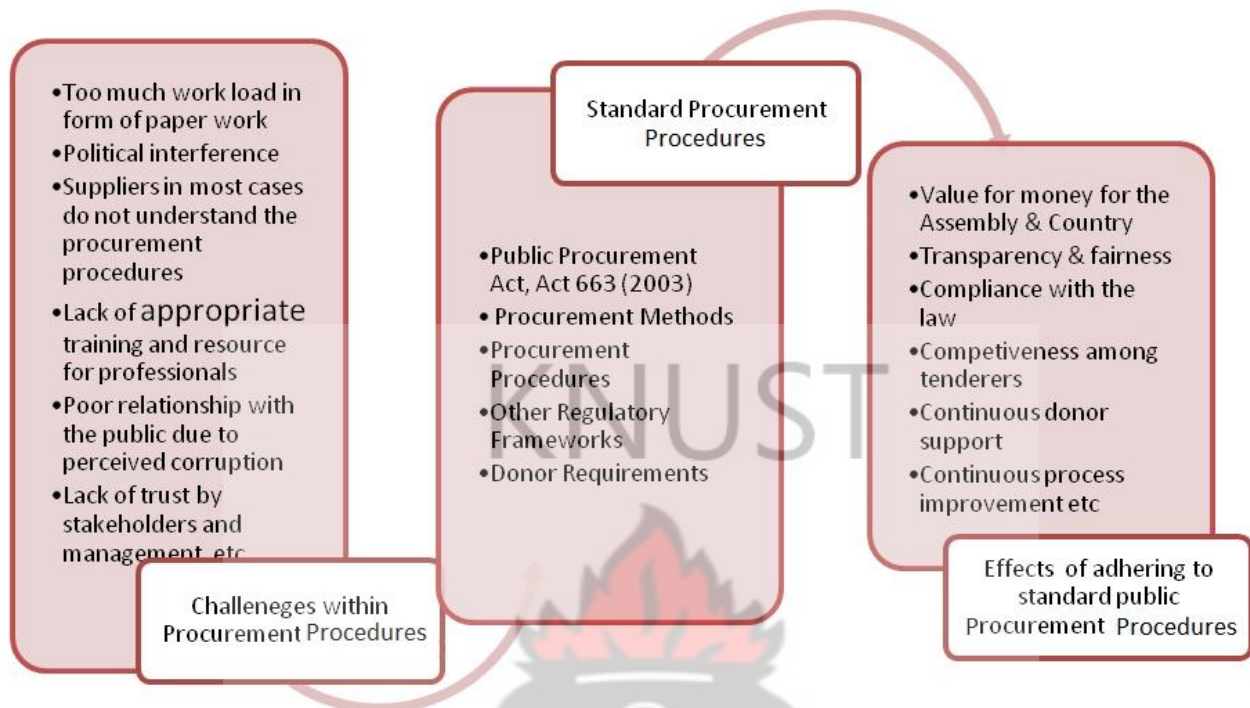 •Too much work load in
form of paper work
•Political interference
•Suppliers in most cases
do not understand the
procurement
procedures
•Lack of appropriate
training and resource
for professionals
•Poor relationship with
the public due to
perceived corruption
•Lack of trust by
stakeholders and
management, etc
Challeneges within
Procurement Procedures
Standard Procurement
Procedures
•Public Procurement
Act, Act 663 (2003)
• Procurement Methods
•Procurement
Procedures
•Other Regulatory
Frameworks
•Donor Requirements
•Value for money for the
Assembly & Country
•Transparency & fairness
•Compliance with the
law
•Competiveness among
tenderers
•Continuous donor
support
•Continuous process
improvement etc
Effects of adhering to
standard public
Procurement Procedures
KNUST